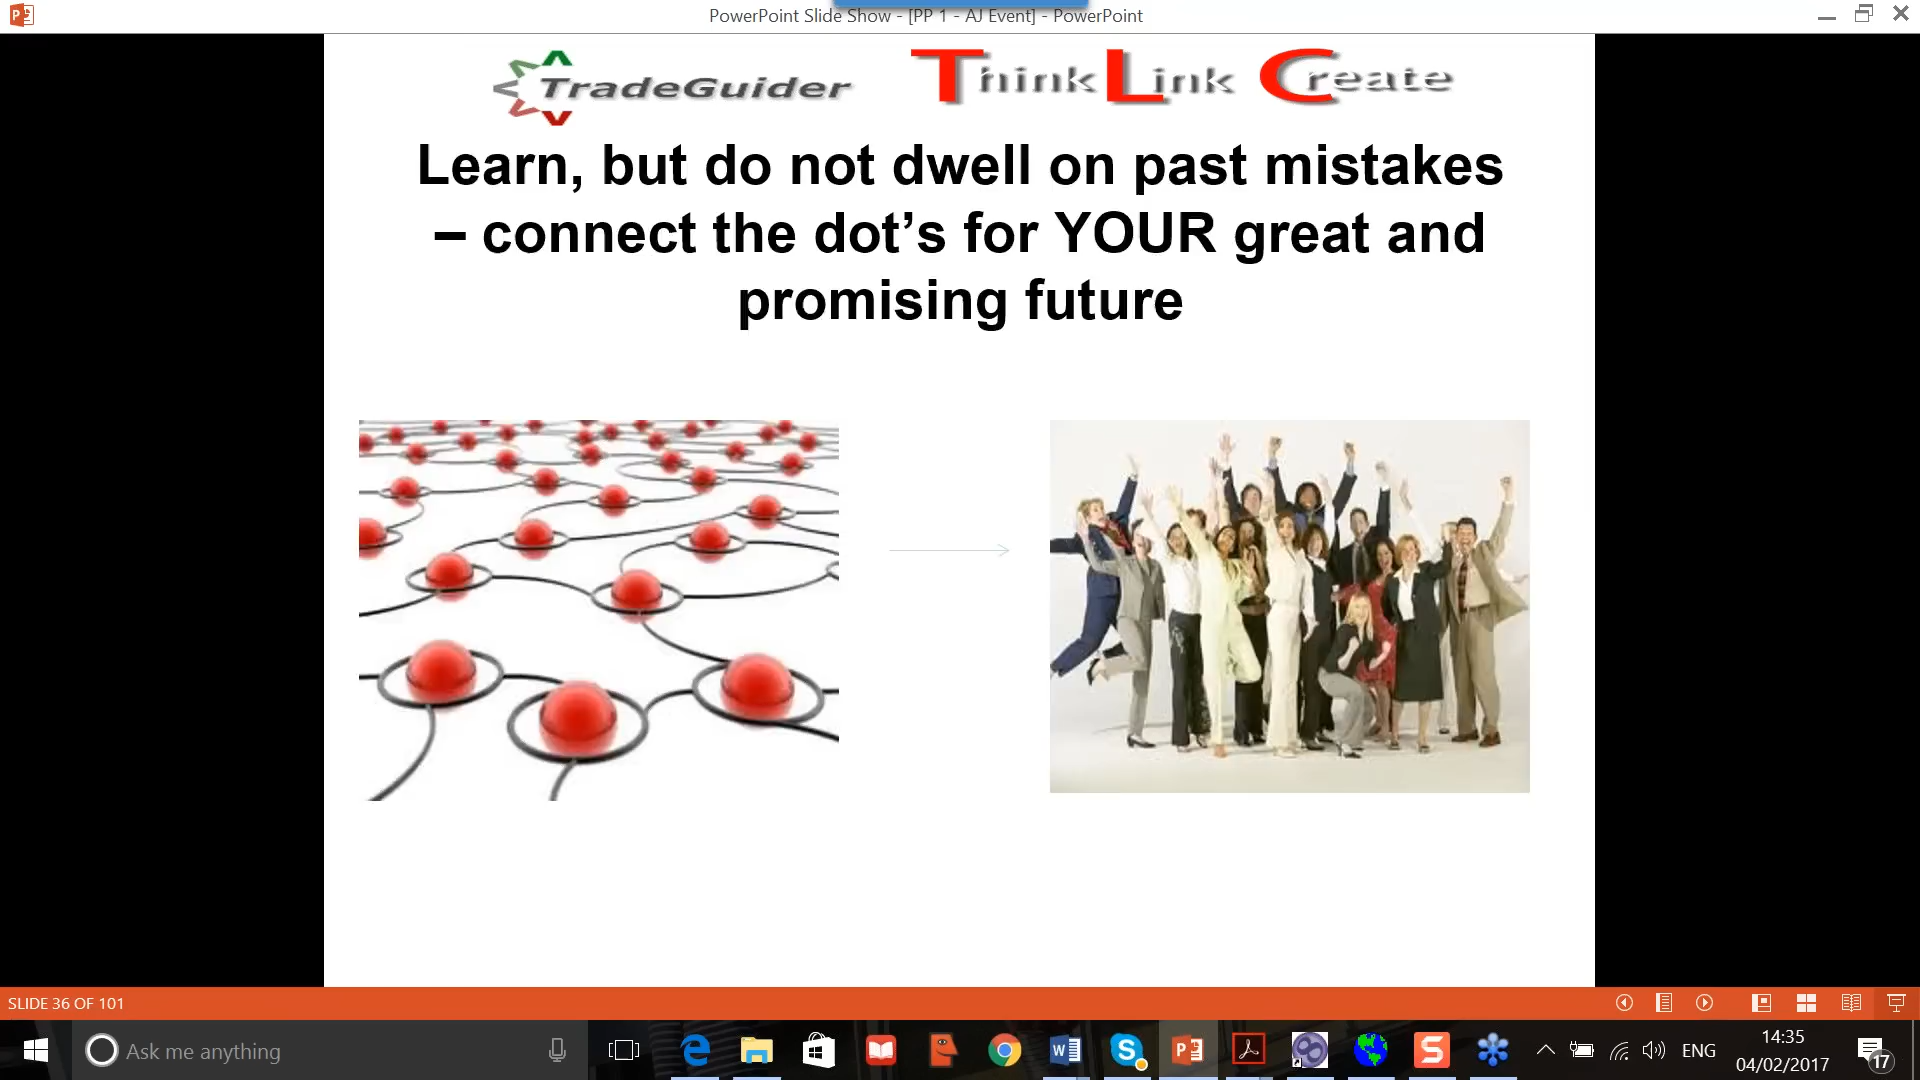 PowerPoint Slide Show - [PP 1 - AJ Event] - PowerPoint
TradeGuider
Think Link Create
Learn, but do not dwell on past mistakes
– connect the dot’s for YOUR great and
promising future
SLIDE 36 OF 101
Ask me anything
ENG
14:35
04/02/2017
17